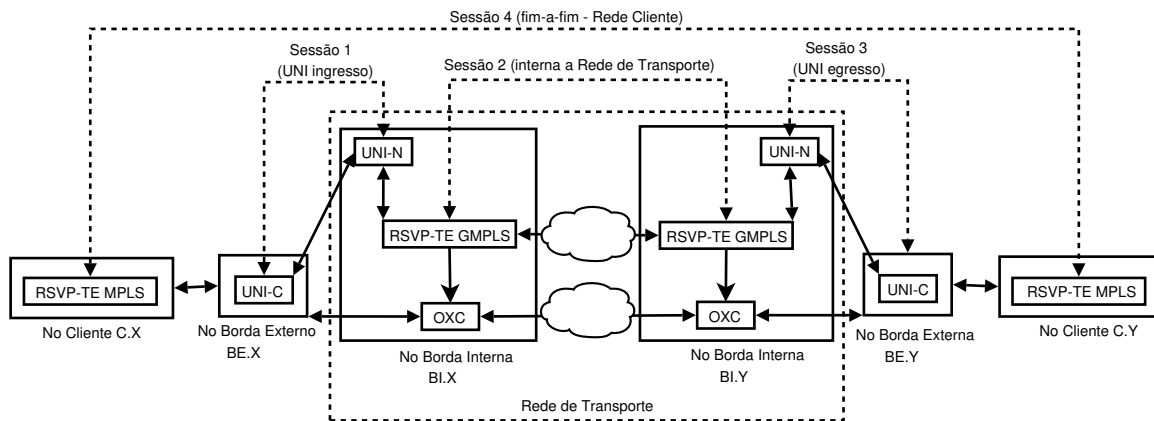 Sessão 4 (fim-a-fim - Rede Cliente)
Sessão 1
(UNI ingresso)
Sessão 2 (interna a Rede de Transporte)
Sessão 3
(UNI egresso)
UNI-N
UNI-N
RSVP-TE GMPLS
RSVP-TE GMPLS
RSVP-TE MPLS
UNI-C
UNI-C
RSVP-TE MPLS
OXC
OXC
No Cliente C.X
No Borda Externo
BE.X
No Borda Interna
BI.X
No Borda Interna
BI.Y
No Borda Externa
BE.Y
No Cliente C.Y
Rede de Transporte